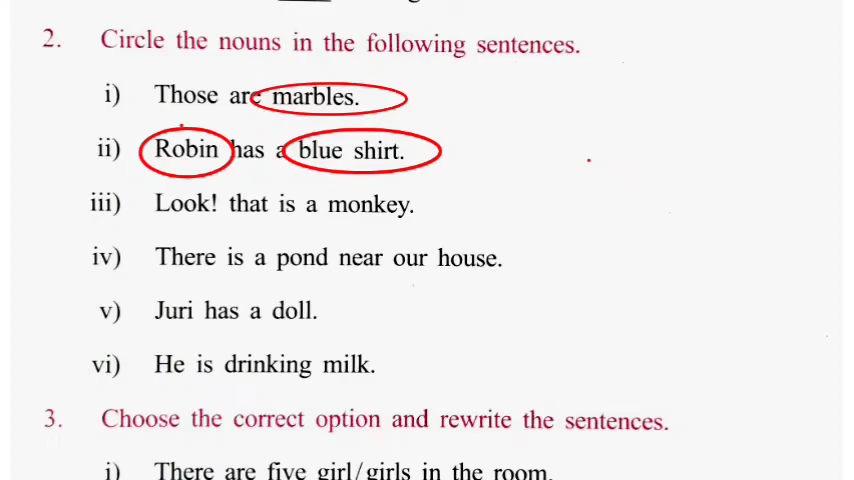 2. Circle the nouns in the following sentences.
i) Those are marbles.
ii) Robin has a blue shirt.
iii) Look! that is a monkey.
iv) There is a pond near our house.
v) Juri has a doll.
vi) He is drinking milk.
3. Choose the correct option and rewrite the sentences.
i) There are five girl/girls in the room.